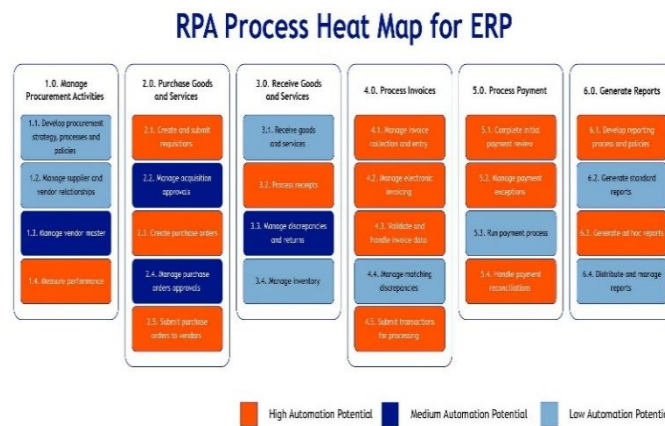 RPA Process Heat Map for ERP
1.0. Manage
Procurement Activities
1.1. Develop procurement
strategy, processes and
policies
1.2. Manage supplier and
vendor relationships
1.3. Manage vendor master
1.4. Measure performance
2.0. Purchase Goods
and Services
2.1. Create and submit
requisitions
2.2. Manage acquisition
approvals
2.3. Create purchase orders
2.4. Manage purchase
orders approvals
2.5. Submit purchase
orders to vendors
3.0. Receive Goods
and Services
3.1. Receive goods
and services
3.2. Process receipts
3.3. Manage discrepancies
and returns
3.4. Manage inventory
4.0. Process Invoices
4.1. Manage invoice
collection and entry
4.2. Manage electronic
invoicing
4.3. Validate and
handle invoice data
4.4. Manage matching
discrepancies
4.5. Submit transactions
for processing
5.0. Process Payment
5.1. Complete initial
payment review
5.2. Manage payment
exceptions
5.3. Run payment process
5.4. Handle payment
reconciliations
6.0. Generate Reports
6.1. Develop reporting
process and policies
6.2. Generate standard
reports
6.3. Generate ad hoc reports
6.4. Distribute and manage
reports
High Automation Potential
Medium Automation Potential
Low Automation Potential